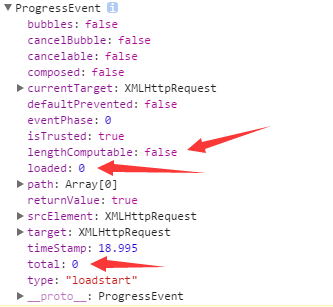 ▼ ProgressEvent i
bubbles: false
cancelBubble: false
cancelable: false
composed: false
▶ currentTarget: XMLHttpRequest
defaultPrevented: false
eventPhase: 0
isTrusted: true
lengthComputable: false
loaded: 0
▶ path: Array[0]
returnValue: true
▶ srcElement: XMLHttpRequest
▶ target: XMLHttpRequest
timeStamp: 18.995
total: 0
type: "loadstart"
▶ __proto__: ProgressEvent